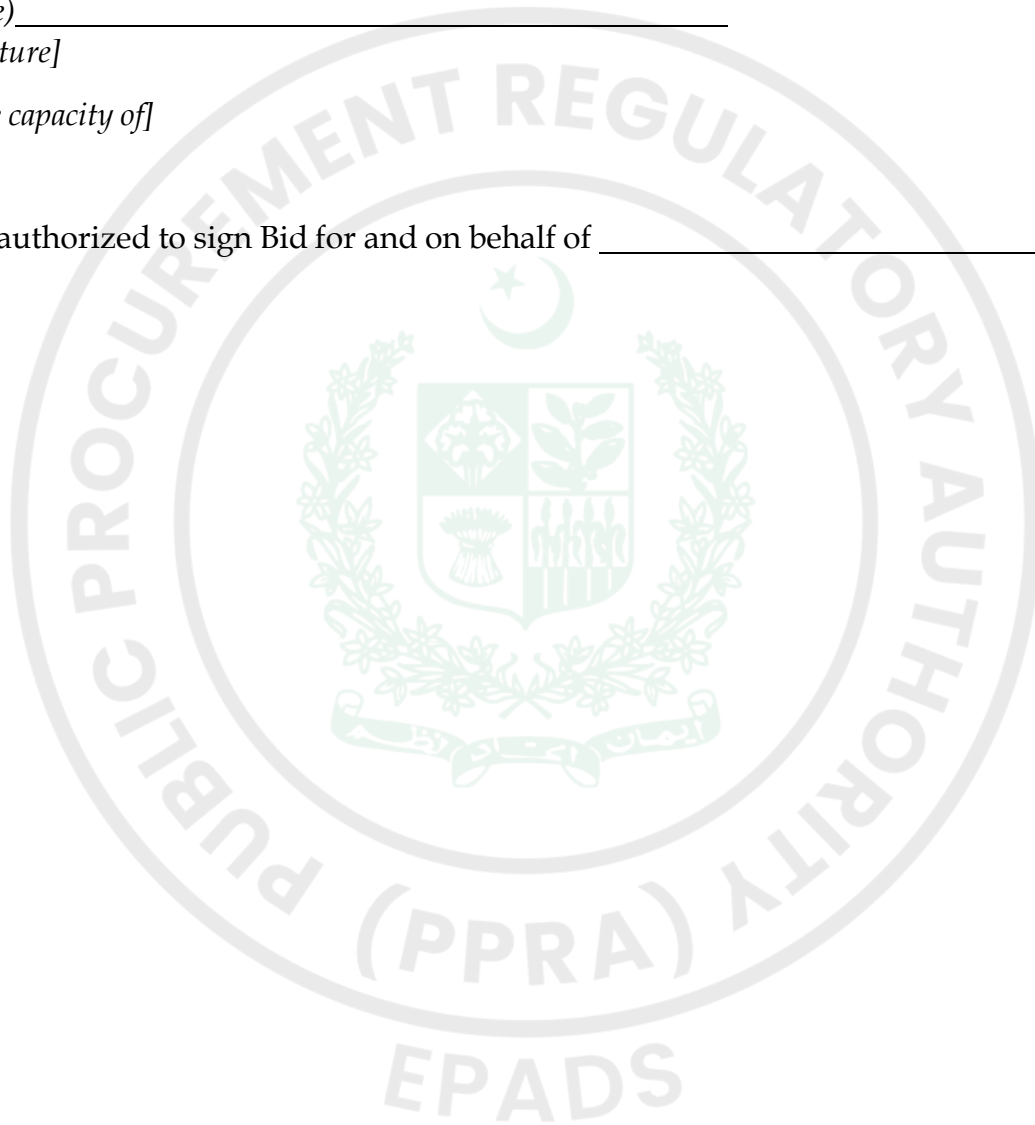 e)
ture]
capacity of]
authorized to sign Bid for and on behalf of
PUBLIC PROCUREMENT REGULATORY AUTHORITY
(PPRA)
EPADS